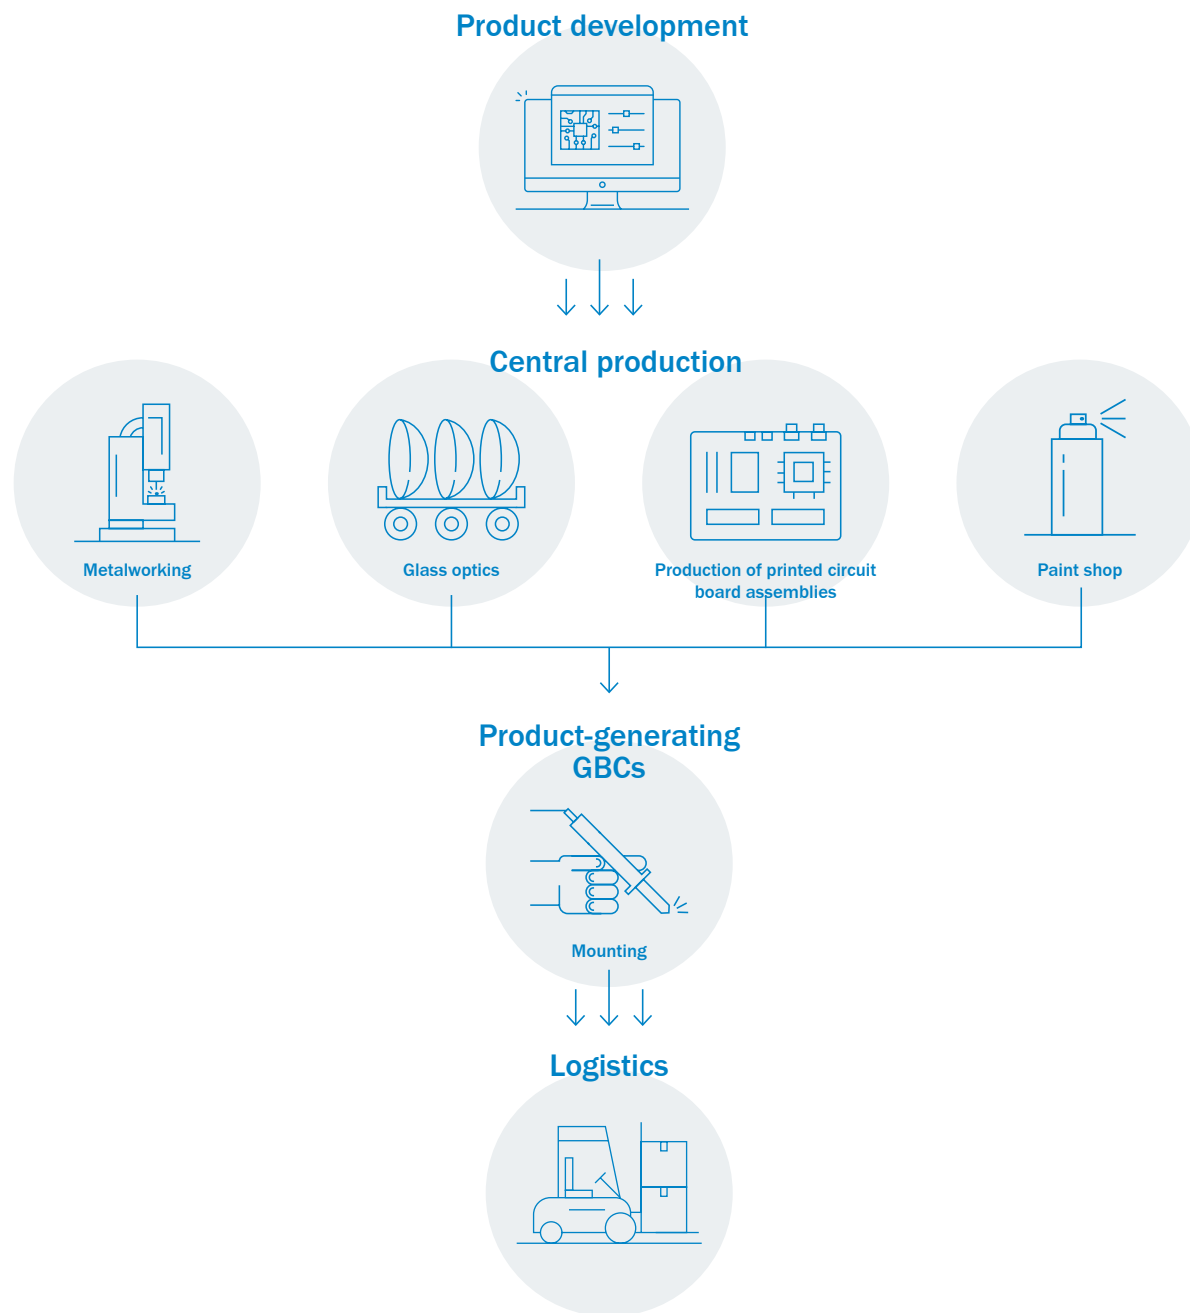 Product development
Central production
Metalworking
Glass optics
Production of printed circuit
board assemblies
Paint shop
Product-generating
GBCs
Mounting
Logistics